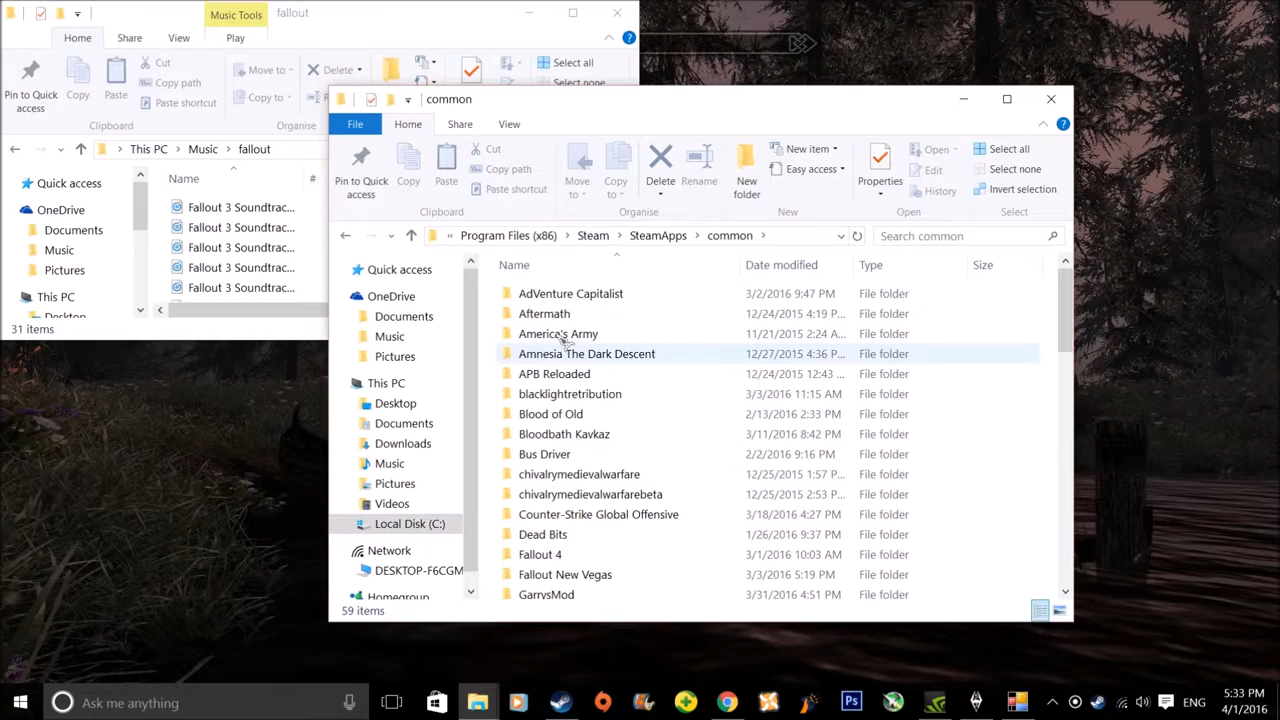 Music Tools
fallout
Home
Share
View
Play
Pin to Quick
access
Copy
Paste
Cut
Copy path
Paste shortcut
Clipboard
Move to
Copy to
Delete
Organise
Select all
Select none
This PC
Music
fallout
Quick access
OneDrive
Documents
Music
Pictures
This PC
Desktop
Name
#
Fallout 3 Soundtrac...
Fallout 3 Soundtrac...
Fallout 3 Soundtrac...
Fallout 3 Soundtrac...
Fallout 3 Soundtrac...
31 items
common
File
Home
Share
View
Pin to Quick
access
Copy
Paste
Cut
Copy path
Paste shortcut
Clipboard
Move
to
Copy
to
Delete
Rename
Organise
New
folder
New item
Easy access
New
Properties
Open
Edit
History
Open
Select all
Select none
Invert selection
Select
« Program Files (x86) > Steam > SteamApps > common >
Search common
Quick access
OneDrive
Documents
Music
Pictures
This PC
Desktop
Documents
Downloads
Music
Pictures
Videos
Local Disk (C:)
Network
DESKTOP-F6CGM
Homegroup
Name Date modified Type Size
AdVenture Capitalist 3/2/2016 9:47 PM File folder
Aftermath 12/24/2015 4:19 P... File folder
America's Army 11/21/2015 2:24 A... File folder
Amnesia The Dark Descent 12/27/2015 4:36 P... File folder
APB Reloaded 12/24/2015 12:43 ... File folder
blacklightretribution 3/3/2016 11:15 AM File folder
Blood of Old 2/13/2016 2:33 PM File folder
Bloodbath Kavkaz 3/11/2016 8:42 PM File folder
Bus Driver 2/2/2016 9:16 PM File folder
chivalrymedievalwarfare 12/25/2015 1:57 P... File folder
chivalrymedievalwarfarebeta 12/25/2015 2:53 P... File folder
Counter-Strike Global Offensive 3/18/2016 4:27 PM File folder
Dead Bits 1/26/2016 9:37 PM File folder
Fallout 4 3/1/2016 10:03 AM File folder
Fallout New Vegas 3/3/2016 5:19 PM File folder
GarrysMod 3/31/2016 4:51 PM File folder
59 items
Ask me anything
Ps
ENG
5:33 PM
4/1/2016